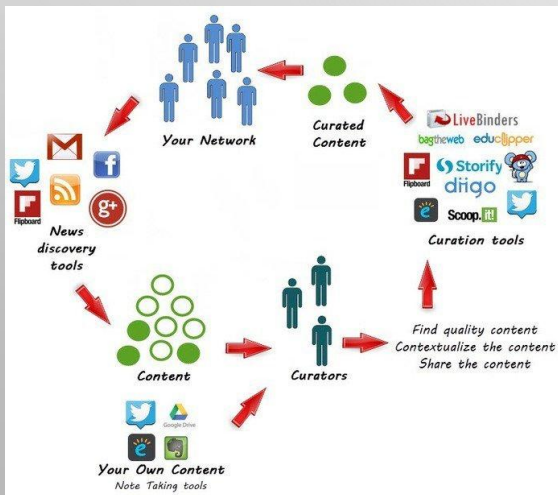 LiveBinders
bagtheweb educlipper
Flipboard
Storify
diigo
Scoop.it!
Curation tools
Curated
Content
Your Network
g+
Flipboard
News
discovery
tools
Content
Curators
Find quality content
Contextualize the content
Share the content
Google Drive
Your Own Content
Note Taking tools